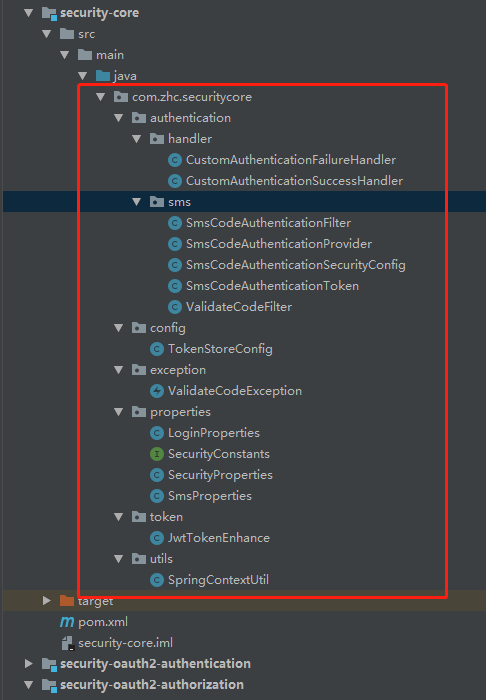 security-core
src
main
java
com.zhc.securitycore
authentication
handler
CustomAuthenticationFailureHandler
CustomAuthenticationSuccessHandler
sms
SmsCodeAuthenticationFilter
SmsCodeAuthenticationProvider
SmsCodeAuthenticationSecurityConfig
SmsCodeAuthenticationToken
ValidateCodeFilter
config
TokenStoreConfig
exception
ValidateCodeException
properties
LoginProperties
SecurityConstants
SecurityProperties
SmsProperties
token
JwtTokenEnhance
utils
SpringContextUtil
target
pom.xml
security-core.iml
security-oauth2-authentication
security-oauth2-authorization